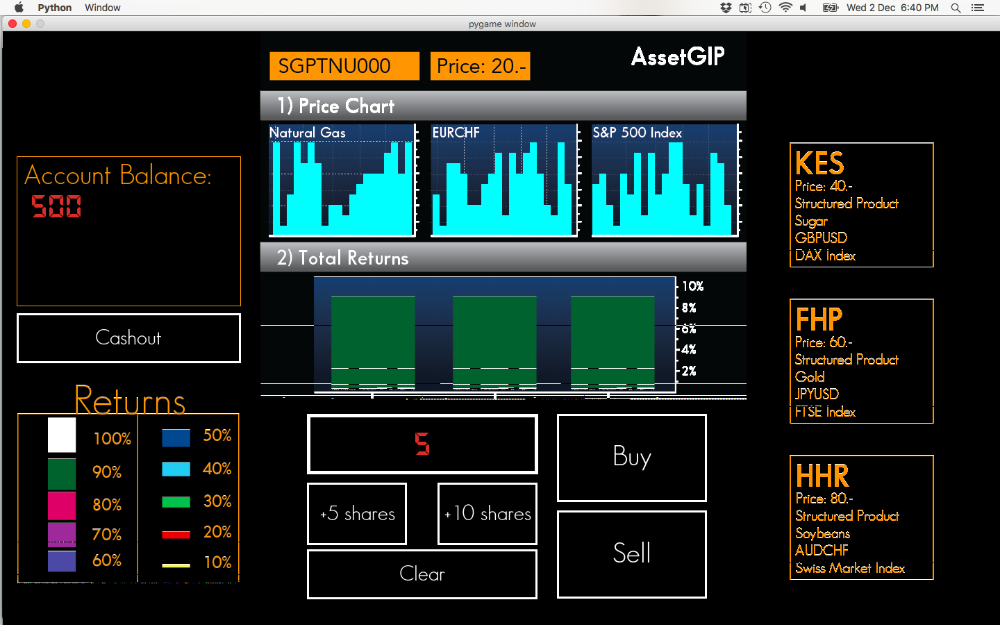 Python Window
Wed 2 Dec 6:40 PM
pygame window
SGPTNU000
Price: 20.-
AssetGIP
1) Price Chart
Natural Gas
EURCHF
S&P 500 Index
Account Balance:
500
Cashout
2) Total Returns
10%
8%
6%
4%
2%
Returns
100%
90%
80%
70%
60%
50%
40%
30%
20%
10%
5
+5 shares
+10 shares
Clear
Buy
Sell
KES
Price: 40.-
Structured Product
Sugar
GBPUSD
DAX Index
FHP
Price: 60.-
Structured Product
Gold
JPYUSD
FTSE Index
HHR
Price: 80.-
Structured Product
Soybeans
AUDCHF
Swiss Market Index